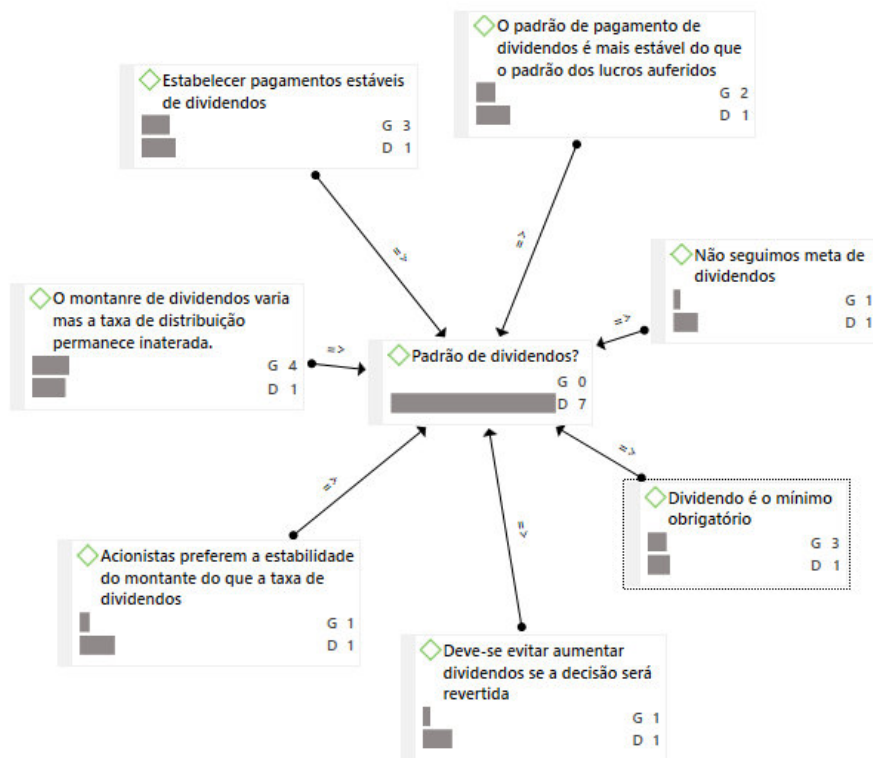 O padrão de pagamento de
dividendos é mais estável do que
o padrão dos lucros auferidos
G 2
D 1
Estabelecer pagamentos estáveis
de dividendos
G 3
D 1
=>
=>
Não seguimos meta de
dividendos
G 1
D 1
=>
O montanre de dividendos varia
mas a taxa de distribuição
permanece inaterada.
G 4
D 1
=>
Padrão de dividendos?
G 0
D 7
=>
Dividendo é o mínimo
obrigatório
G 3
D 1
=>
=>
Acionistas preferem a estabilidade
do montante do que a taxa de
dividendos
G 1
D 1
Deve-se evitar aumentar
dividendos se a decisão será
revertida
G 1
D 1